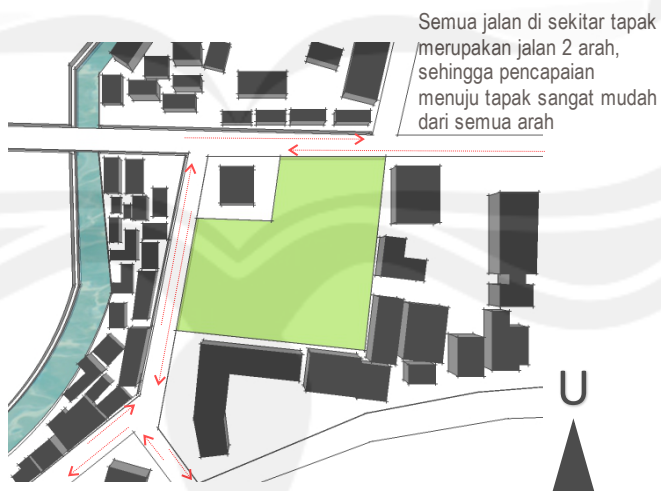 Semua jalan di sekitar tapak
merupakan jalan 2 arah,
sehingga pencapaian
menuju tapak sangat mudah
dari semua arah
U